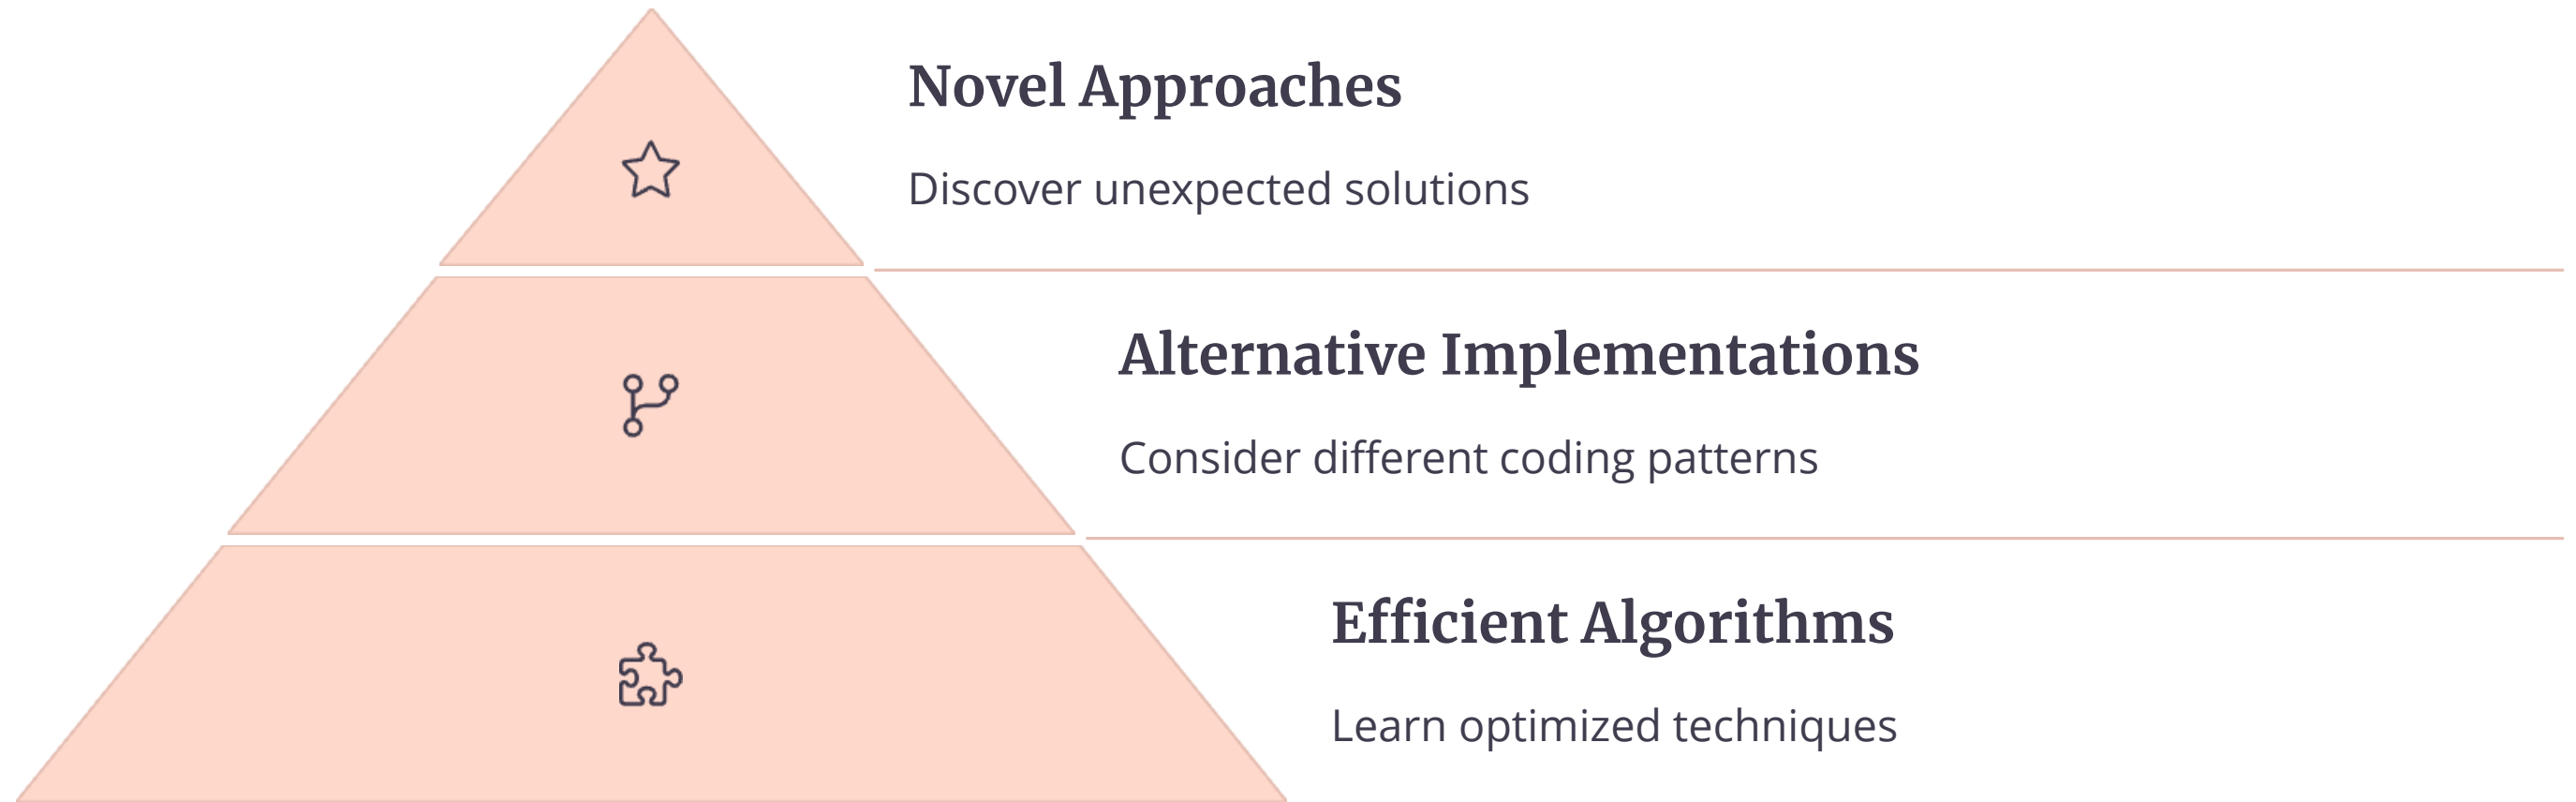 Novel Approaches
Discover unexpected solutions
Alternative Implementations
Consider different coding patterns
Efficient Algorithms
Learn optimized techniques